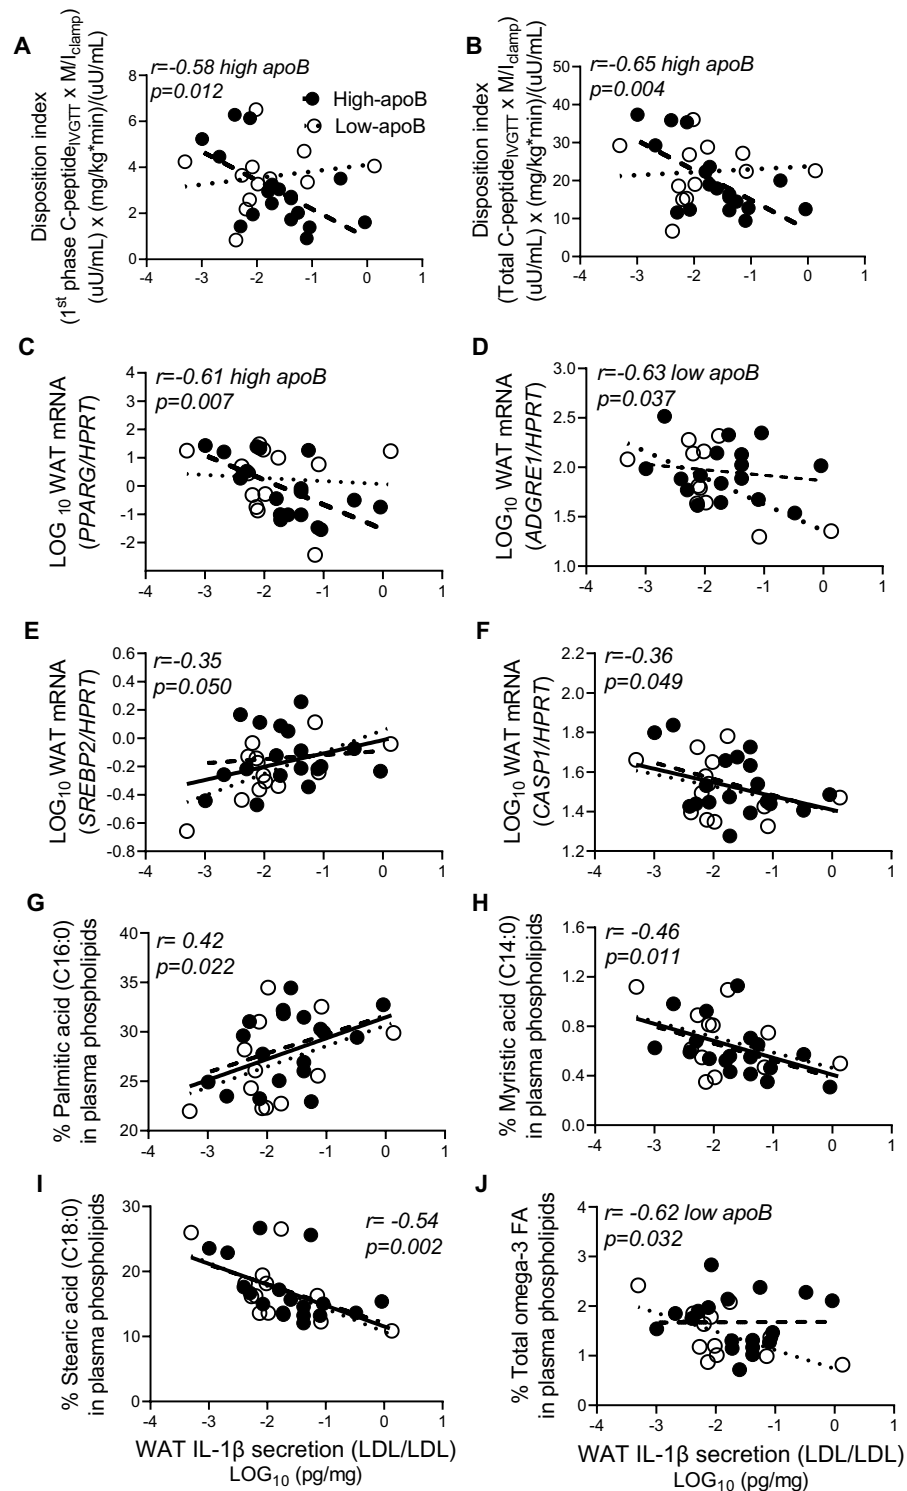 A
Disposition index
(1st phase C-peptideIVGTT x M/Iclamp)
(uU/mL) x (mg/kg*min)/(uU/mL)
r=-0.58 high apoB
p=0.012
High-apoB
Low-apoB
8
6
4
2
0
-4 -3 -2 -1 0 1
B
Disposition index
(Total C-peptideIVGTT x M/Iclamp)
(uU/mL) x (mg/kg*min)/(uU/mL)
r=-0.65 high apoB
p=0.004
50
40
30
20
10
0
-4 -3 -2 -1 0 1
C
LOG 10 WAT mRNA
(PPARG/HPRT)
r=-0.61 high apoB
p=0.007
4
3
2
1
0
-1
-2
-4 -3 -2 -1 0 1
D
LOG10 WAT mRNA
(ADGRE1/HPRT)
r=-0.63 low apoB
p=0.037
3.0
2.5
2.0
1.5
1.0
-4 -3 -2 -1 0 1
E
LOG10 WAT mRNA
(SREBP2/HPRT)
r=-0.35
p=0.050
0.6
0.4
0.2
0.0
-0.2
-0.4
-0.6
-0.8
-4 -3 -2 -1 0 1
F
LOG10 WAT mRNA
(CASP1/HPRT)
r=-0.36
p=0.049
2.2
2.0
1.8
1.6
1.4
1.2
-4 -3 -2 -1 0 1
G
% Palmitic acid (C16:0)
in plasma phospholipids
r= 0.42
p=0.022
40
35
30
25
20
-4 -3 -2 -1 0 1
H
% Myristic acid (C14:0)
in plasma phospholipids
r= -0.46
p=0.011
1.6
1.2
0.8
0.4
0.0
-4 -3 -2 -1 0 1
I
% Stearic acid (C18:0)
in plasma phospholipids
r= -0.54
p=0.002
30
20
10
0
-4 -3 -2 -1 0 1
WAT IL-1β secretion (LDL/LDL)
LOG10 (pg/mg)
J
% Total omega-3 FA
in plasma phospholipids
r= -0.62 low apoB
p=0.032
4
3
2
1
0
-4 -3 -2 -1 0 1
WAT IL-1β secretion (LDL/LDL)
LOG10 (pg/mg)